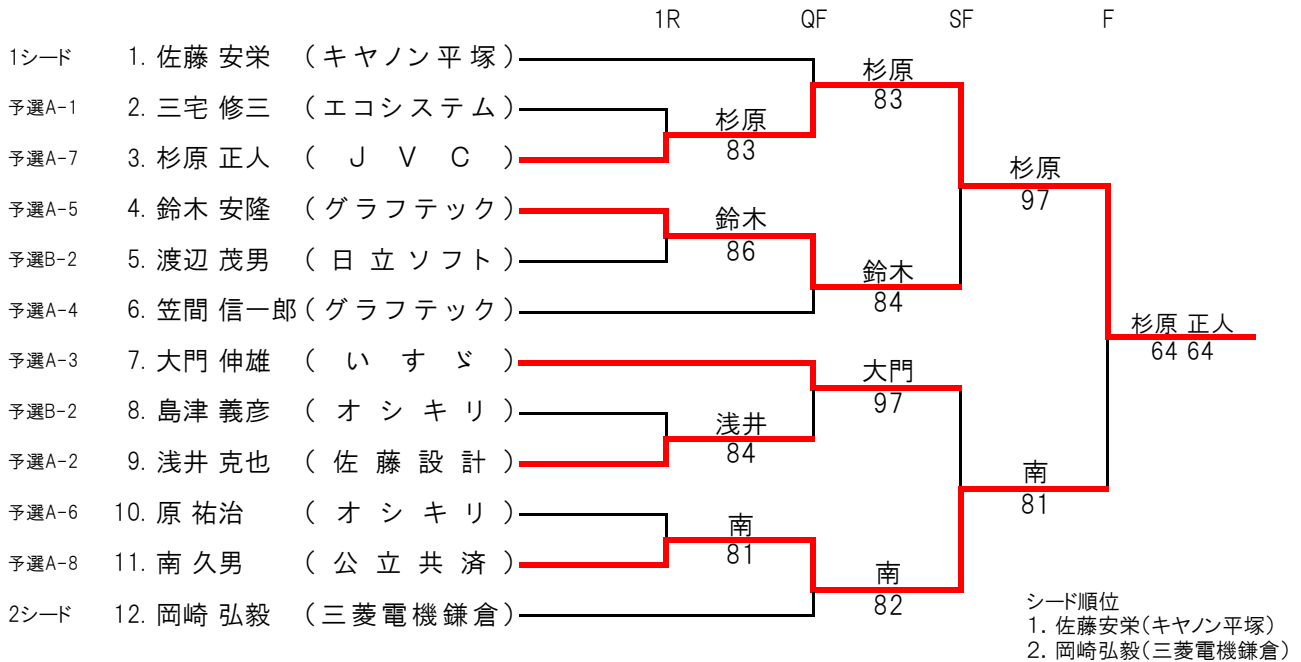 1R QF SF F
1シード 1. 佐藤 安栄 (キヤノン平塚)
杉原
83
予選A-1 2. 三宅 修三 (エコシステム)
杉原
83
予選A-7 3. 杉原 正人 (JVC)
杉原
97
予選A-5 4. 鈴木 安隆 (グラフテック)
鈴木
86
予選B-2 5. 渡辺 茂男 (日立ソフト)
鈴木
84
予選A-4 6. 笠間 信一郎 (グラフテック)
杉原 正人
64 64
予選A-3 7. 大門 伸雄 (いすゞ)
大門
97
予選B-2 8. 島津 義彦 (オシキリ)
浅井
84
予選A-2 9. 浅井 克也 (佐藤設計)
南
81
予選A-6 10. 原 祐治 (オシキリ)
南
81
予選A-8 11. 南 久男 (公立共済)
南
82
2シード 12. 岡崎 弘毅 (三菱電機鎌倉)
シード順位
1. 佐藤安栄(キヤノン平塚)
2. 岡崎弘毅(三菱電機鎌倉)